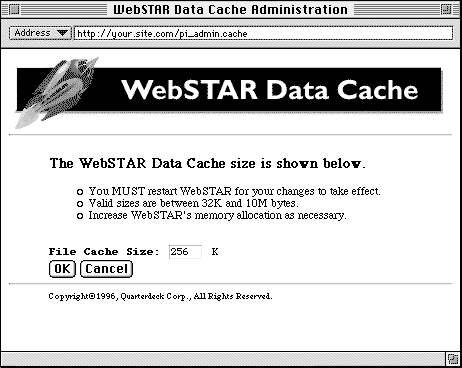 WebSTAR Data Cache Administration
Address http://your.site.com/pi_admin.cache
WebSTAR Data Cache
The WebSTAR Data Cache size is shown below.
You MUST restart WebSTAR for your changes to take effect.
Valid sizes are between 32K and 10M bytes.
Increase WebSTAR's memory allocation as necessary.
File Cache Size: 256 K
OK Cancel
Copyright©1996, Quarterdeck Corp., All Rights Reserved.